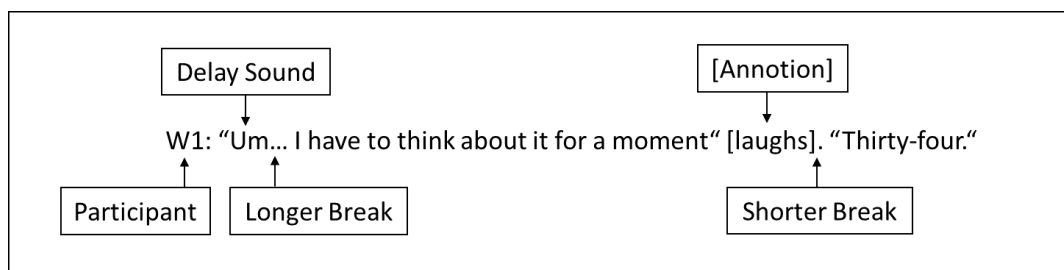 Delay Sound [Annotion]
W1: “Um... I have to think about it for a moment“ [laughs]. “Thirty-four.“
Participant Longer Break Shorter Break